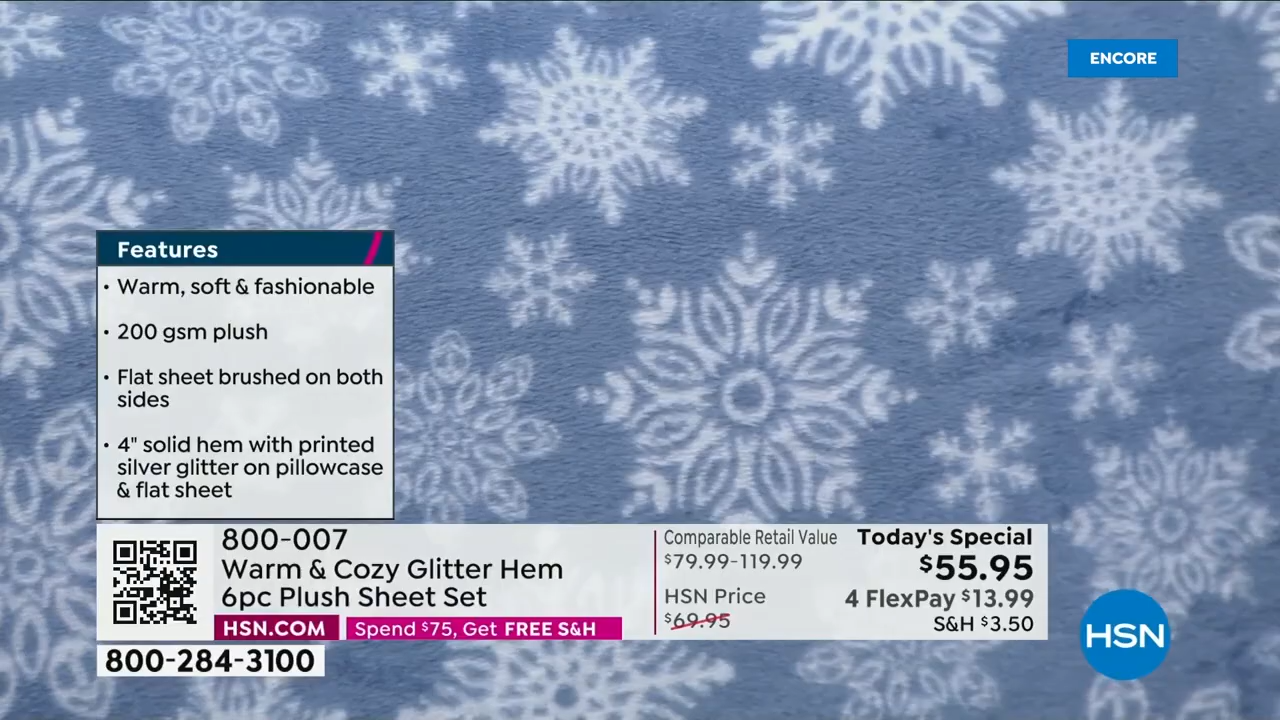 ENCORE
Features
• Warm, soft & fashionable
• 200 gsm plush
• Flat sheet brushed on both
sides
• 4" solid hem with printed
silver glitter on pillowcase
& flat sheet
800-007
Warm & Cozy Glitter Hem
6pc Plush Sheet Set
HSN.COM
Spend $75, Get FREE S&H
Comparable Retail Value
$79.99-119.99
HSN Price
$69.95
Today's Special
$55.95
4 FlexPay $13.99
S&H $3.50
800-284-3100
HSN